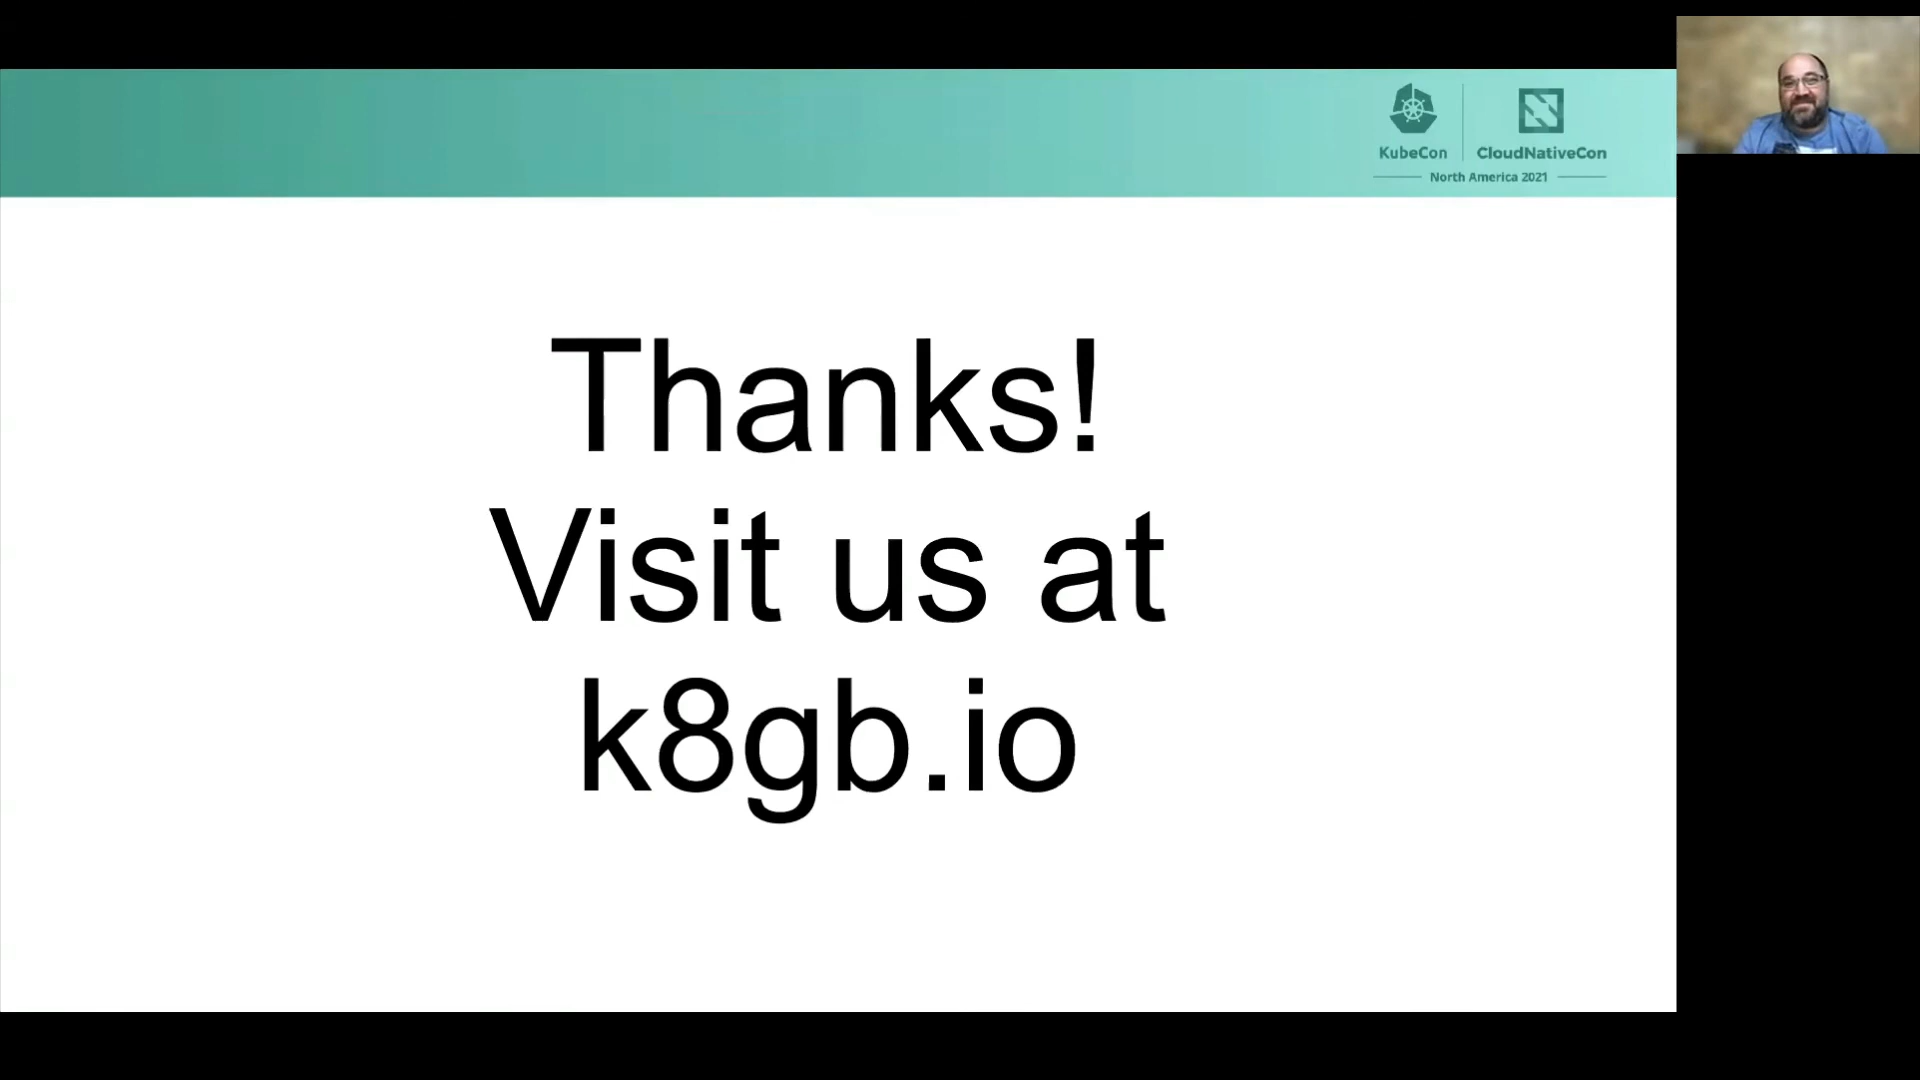 KubeCon
CloudNativeCon
North America 2021
Thanks!
Visit us at
k8gb.io